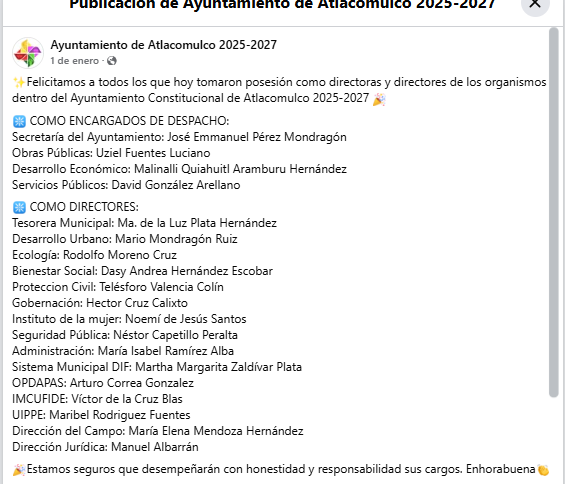 Publicación de Ayuntamiento de Atlacomulco 2025-2027
Ayuntamiento de Atlacomulco 2025-2027
1 de enero ·
✨Felicitamos a todos los que hoy tomaron posesión como directoras y directores de los organismos
dentro del Ayuntamiento Constitucional de Atlacomulco 2025-2027 🎉
❇️ COMO ENCARGADOS DE DESPACHO:
Secretaría del Ayuntamiento: José Emmanuel Pérez Mondragón
Obras Públicas: Uziel Fuentes Luciano
Desarrollo Económico: Malinalli Quiahuitl Aramburu Hernández
Servicios Públicos: David González Arellano
❇️ COMO DIRECTORES:
Tesorera Municipal: Ma. de la Luz Plata Hernández
Desarrollo Urbano: Mario Mondragón Ruiz
Ecología: Rodolfo Moreno Cruz
Bienestar Social: Dasy Andrea Hernández Escobar
Proteccion Civil: Telésforo Valencia Colín
Gobernación: Hector Cruz Calixto
Instituto de la mujer: Noemí de Jesús Santos
Seguridad Pública: Néstor Capetillo Peralta
Administración: María Isabel Ramírez Alba
Sistema Municipal DIF: Martha Margarita Zaldívar Plata
OPDAPAS: Arturo Correa Gonzalez
IMCUFIDE: Víctor de la Cruz Blas
UIPPE: Maribel Rodriguez Fuentes
Dirección del Campo: María Elena Mendoza Hernández
Dirección Jurídica: Manuel Albarrán
🎉Estamos seguros que desempeñarán con honestidad y responsabilidad sus cargos. Enhorabuena👏